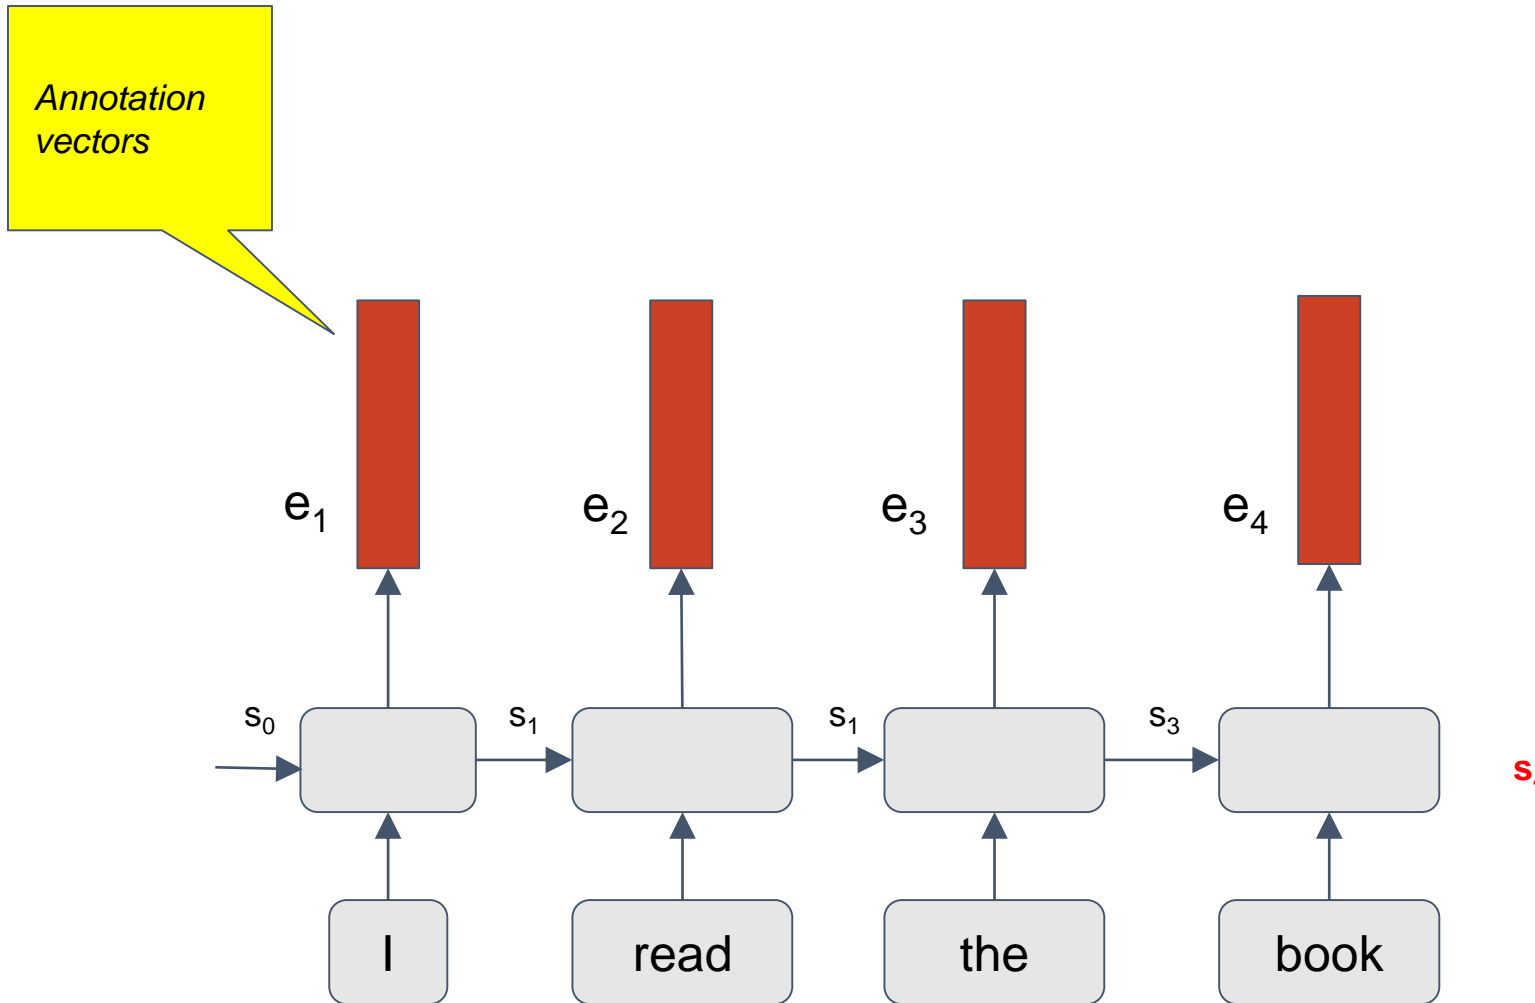 Annotation
vectors
e₁ e₂ e₃ e₄
s₀ s₁ s₁ s₃
I read the book